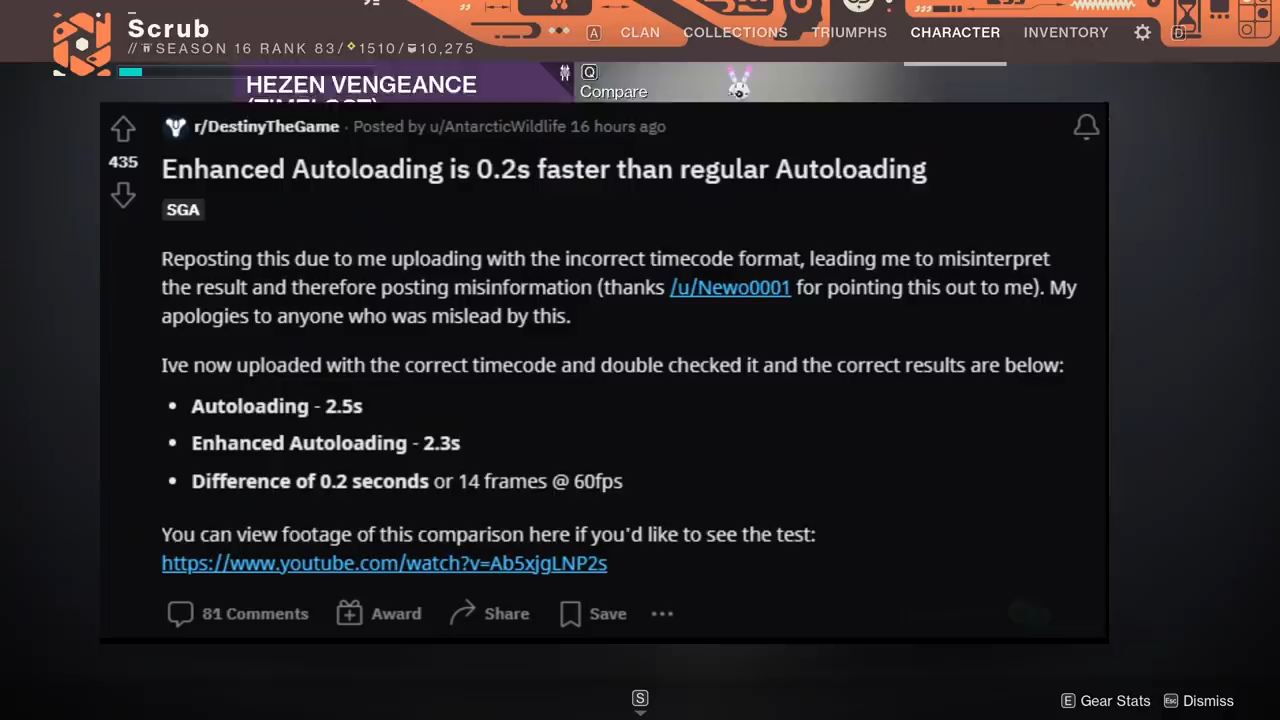 Scrub
// SEASON 16 RANK 83/1510/10,275
A CLAN COLLECTIONS TRIUMPHS CHARACTER INVENTORY D
HEZEN VENGEANCE
(TIMELOST)
Q
Compare
r/DestinyTheGame · Posted by u/AntarcticWildlife 16 hours ago
435
Enhanced Autoloading is 0.2s faster than regular Autoloading
SGA
Reposting this due to me uploading with the incorrect timecode format, leading me to misinterpret
the result and therefore posting misinformation (thanks /u/Newo0001 for pointing this out to me). My
apologies to anyone who was mislead by this.
Ive now uploaded with the correct timecode and double checked it and the correct results are below:
• Autoloading - 2.5s
• Enhanced Autoloading - 2.3s
• Difference of 0.2 seconds or 14 frames @ 60fps
You can view footage of this comparison here if you'd like to see the test:
https://www.youtube.com/watch?v=Ab5xjgLNP2s
81 Comments Award Share Save ...
S
E Gear Stats Esc Dismiss